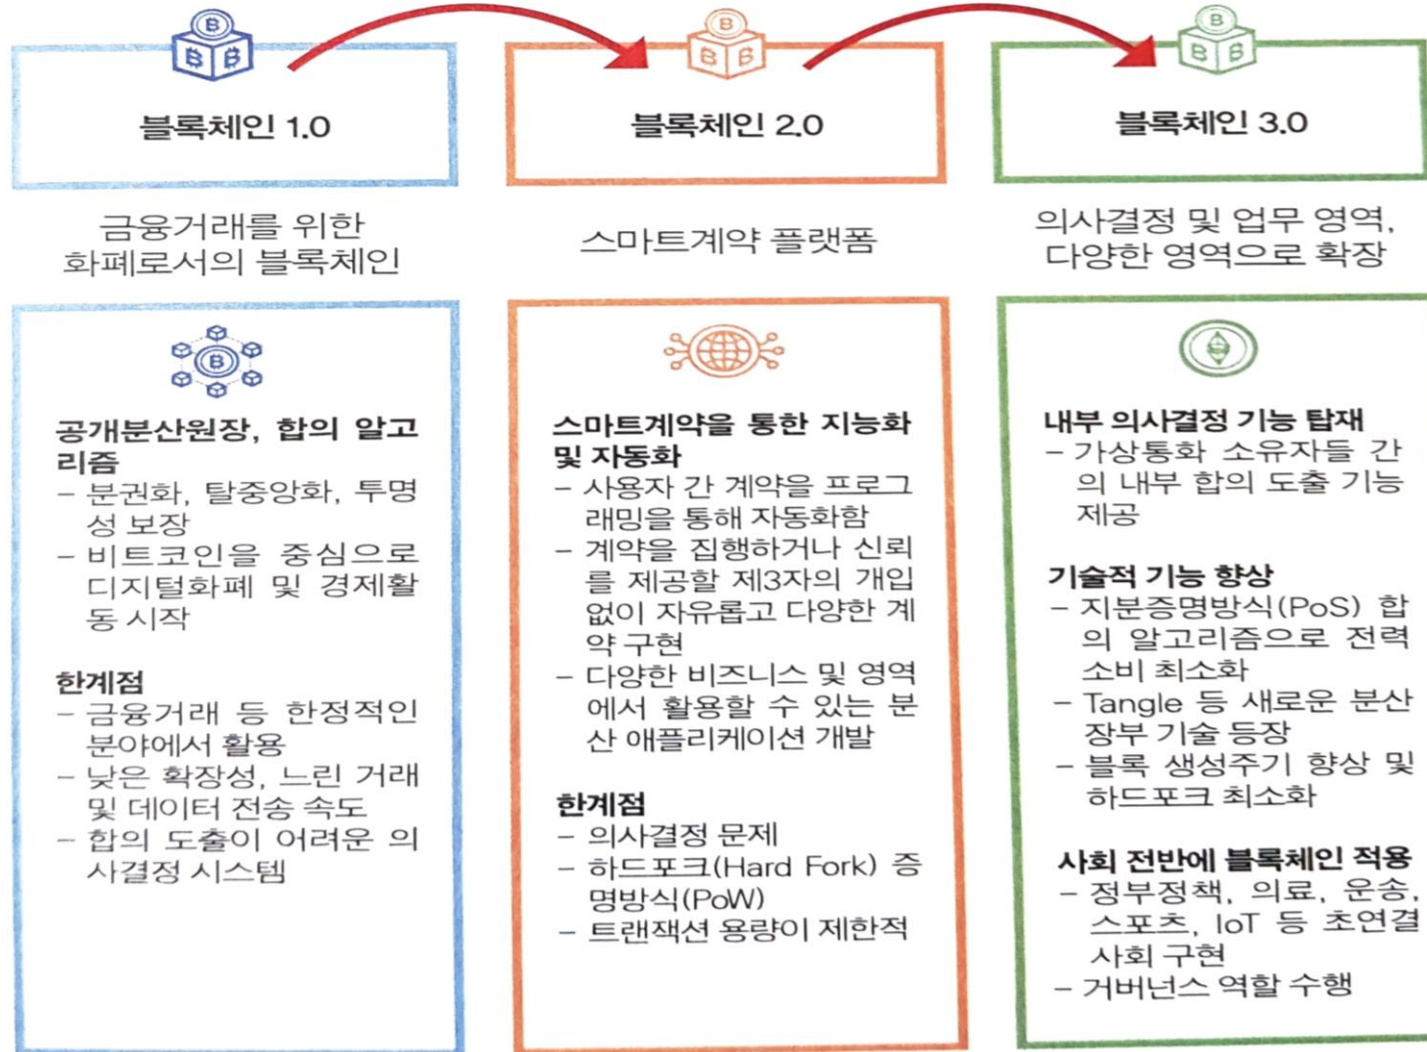 블록체인 1.0
금융거래를 위한
화폐로서의 블록체인
공개분산원장, 합의 알고
리즘
– 분권화, 탈중앙화, 투명
성 보장
– 비트코인을 중심으로
디지털화폐 및 경제활
동 시작
한계점
– 금융거래 등 한정적인
분야에서 활용
– 낮은 확장성, 느린 거래
및 데이터 전송 속도
– 합의 도출이 어려운 의
사결정 시스템
블록체인 2.0
스마트계약 플랫폼
스마트계약을 통한 지능화
및 자동화
– 사용자 간 계약을 프로그
래밍을 통해 자동화함
– 계약을 집행하거나 신뢰
를 제공할 제3자의 개입
없이 자유롭고 다양한 계
약 구현
– 다양한 비즈니스 및 영역
에서 활용할 수 있는 분
산 애플리케이션 개발
한계점
– 의사결정 문제
– 하드포크(Hard Fork) 증
명방식(PoW)
– 트랜잭션 용량이 제한적
블록체인 3.0
의사결정 및 업무 영역,
다양한 영역으로 확장
내부 의사결정 기능 탑재
– 가상통화 소유자들 간
의 내부 합의 도출 기능
제공
기술적 기능 향상
– 지분증명방식(PoS) 합
의 알고리즘으로 전력
소비 최소화
– Tangle 등 새로운 분산
장부 기술 등장
– 블록 생성주기 향상 및
하드포크 최소화
사회 전반에 블록체인 적용
– 정부정책, 의료, 운송,
스포츠, IoT 등 초연결
사회 구현
– 거버넌스 역할 수행